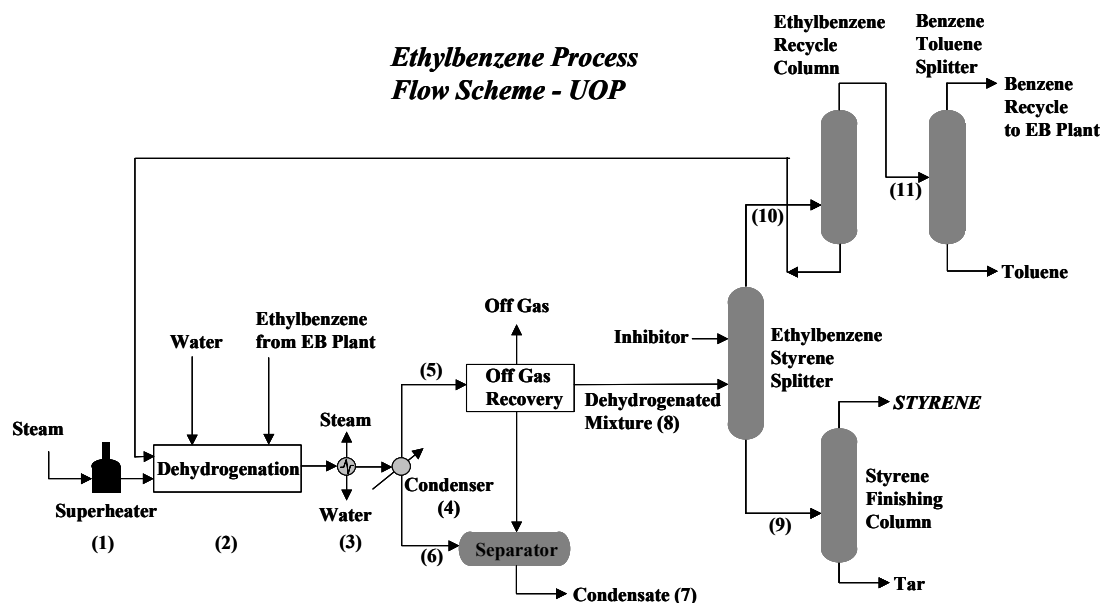 Ethylbenzene Process
Flow Scheme - UOP
Ethylbenzene
Recycle
Column
Benzene
Toluene
Splitter
Benzene
Recycle
to EB Plant
(10)
(11)
Toluene
Off Gas
Water
Ethylbenzene
from EB Plant
Inhibitor
Ethylbenzene
Styrene
Splitter
(5)
Off Gas
Recovery
Dehydrogenated
Mixture (8)
STYRENE
Steam
Steam
Dehydrogenation
Condenser
(4)
Superheater
Water
Styrene
Finishing
Column
(9)
(1)
(2)
(3)
(6)
Separator
Tar
Condensate (7)